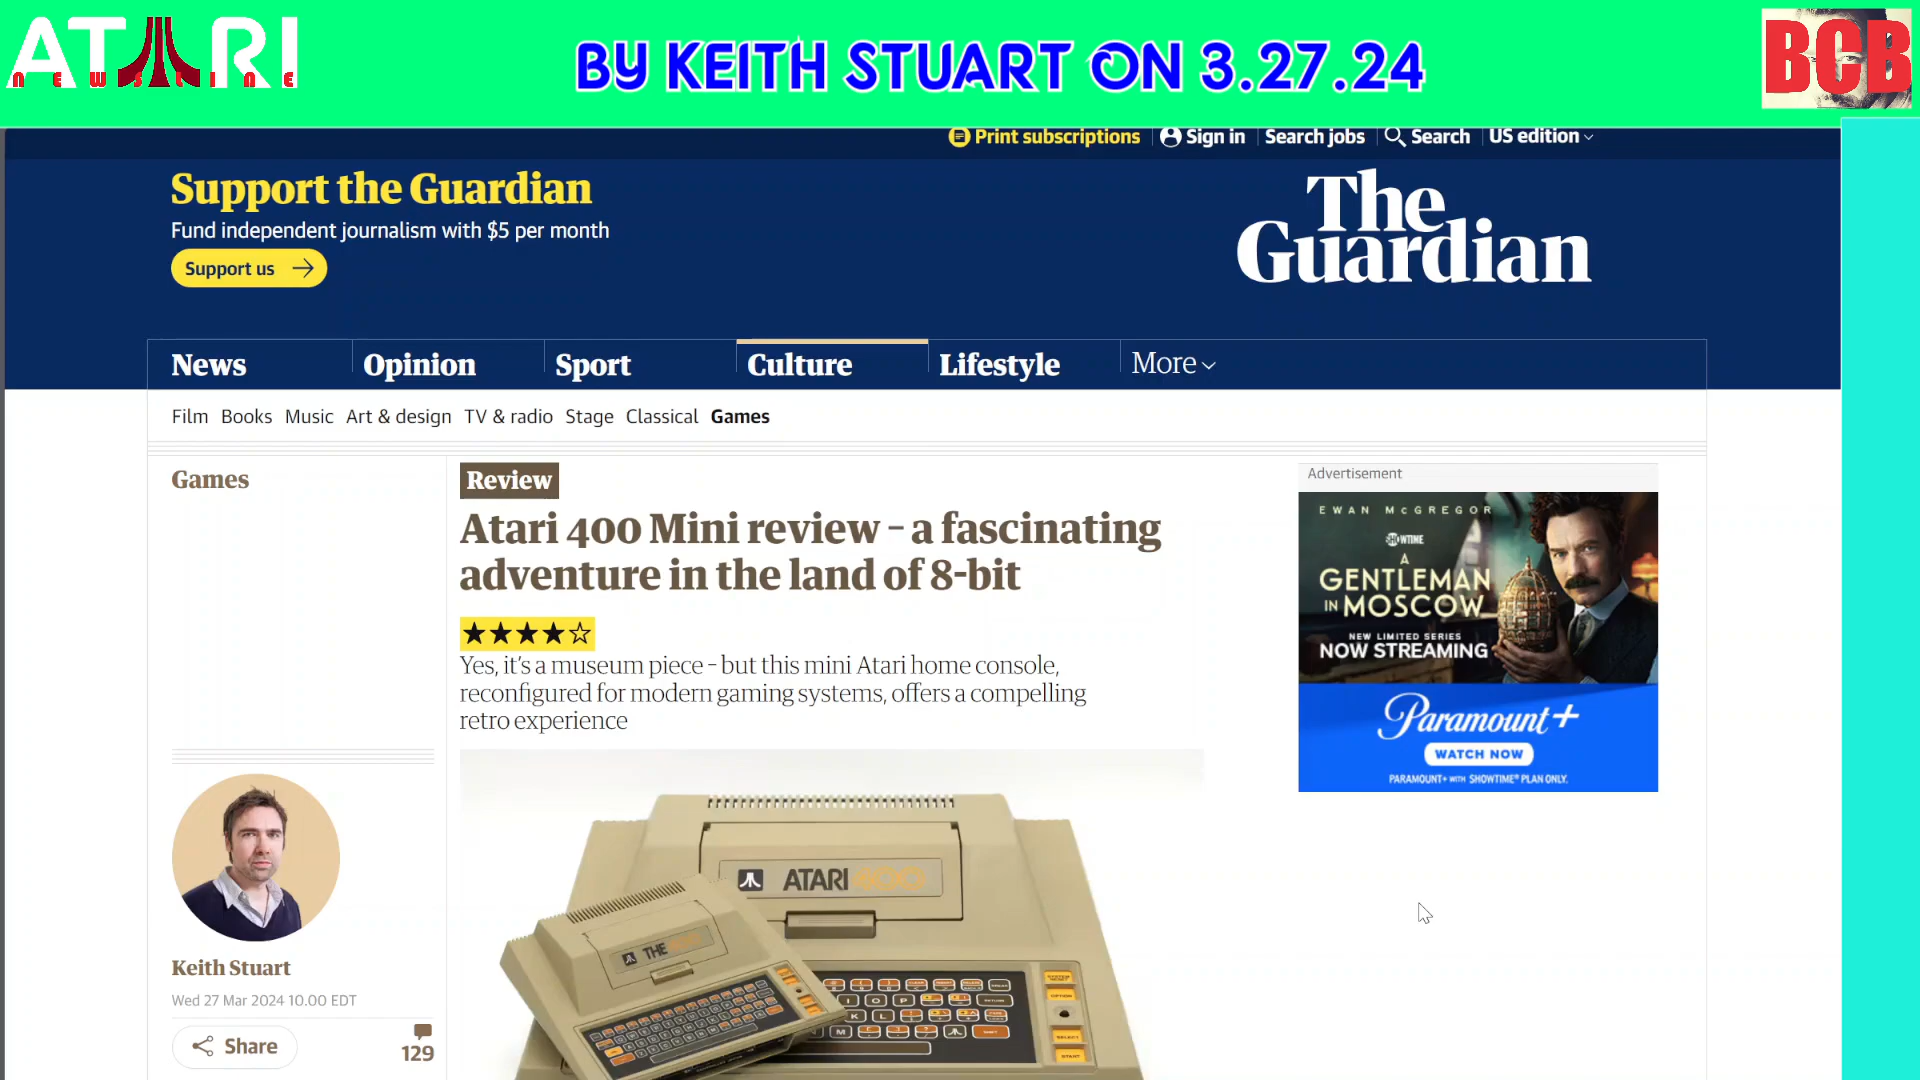 ATARI
NEWSLINE
BY KEITH STUART ON 3.27.24
BCB
Print subscriptions
Sign in
Search jobs
Search
US edition
Support the Guardian
Fund independent journalism with $5 per month
Support us
The
Guardian
News
Opinion
Sport
Culture
Lifestyle
More
Film Books Music Art & design TV & radio Stage Classical Games
Games
Review
Atari 400 Mini review – a fascinating
adventure in the land of 8-bit
Yes, it's a museum piece – but this mini Atari home console,
reconfigured for modern gaming systems, offers a compelling
retro experience
Advertisement
EWAN McGREGOR
SHOWTIME
A
GENTLEMAN
IN MOSCOW
NEW LIMITED SERIES
NOW STREAMING
Paramount+
WATCH NOW
PARAMOUNT+ WITH SHOWTIME® PLAN ONLY.
ATARI 400
THE 400
Keith Stuart
Wed 27 Mar 2024 10.00 EDT
Share
129
I O P
K L
M
OPTION
SELECT
START